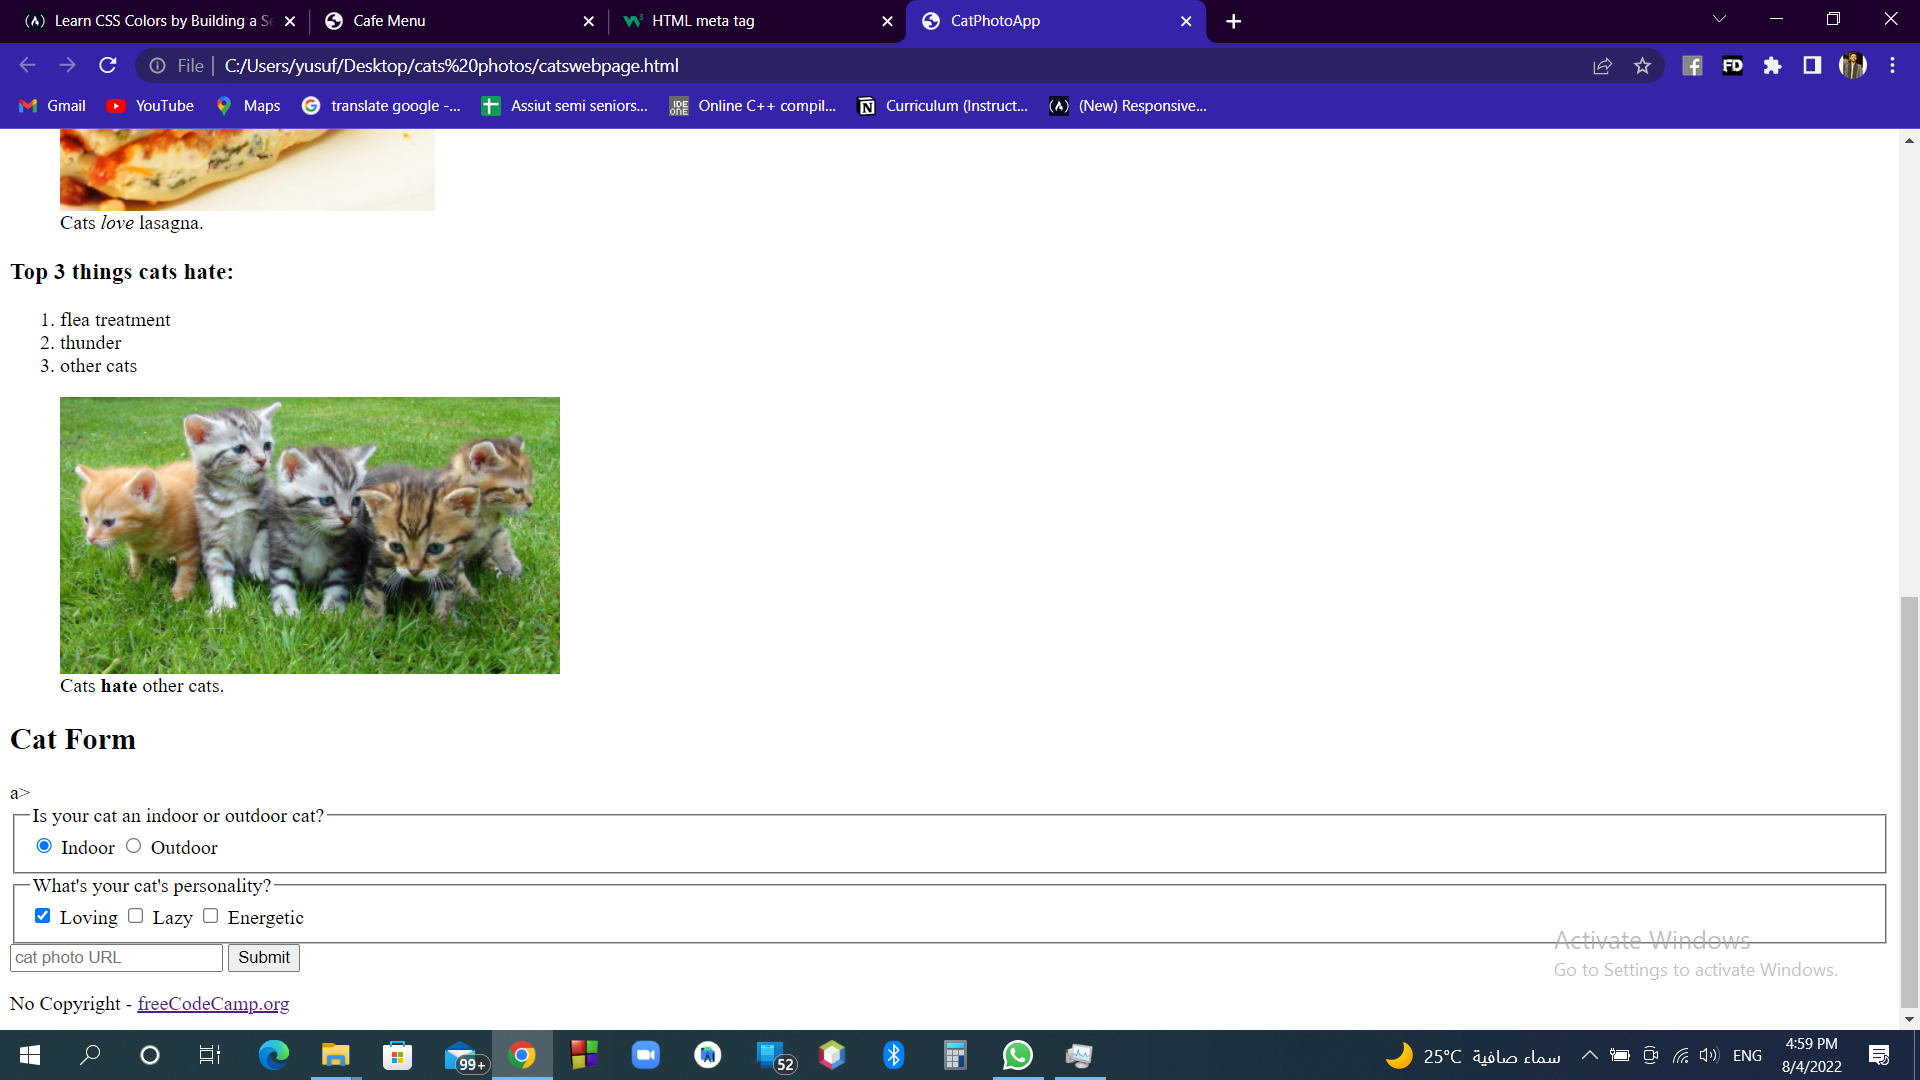 Learn CSS Colors by Building a Se
Cafe Menu
HTML meta tag
CatPhotoApp
File
C:/Users/yusuf/Desktop/cats%20photos/catswebpage.html
FD
Gmail
YouTube
Maps
translate google -...
Assiut semi seniors...
IDE ONE
Online C++ compil...
Curriculum (Instruct...
(New) Responsive...
Cats love lasagna.
Top 3 things cats hate:
1. flea treatment
2. thunder
3. other cats
Cats hate other cats.
Cat Form
a>
Is your cat an indoor or outdoor cat?
Indoor Outdoor
What's your cat's personality?
Loving Lazy Energetic
cat photo URL Submit
Activate Windows
Go to Settings to activate Windows.
No Copyright - freeCodeCamp.org
99+
52
25°C سماء صافية
ENG
4:59 PM
8/4/2022